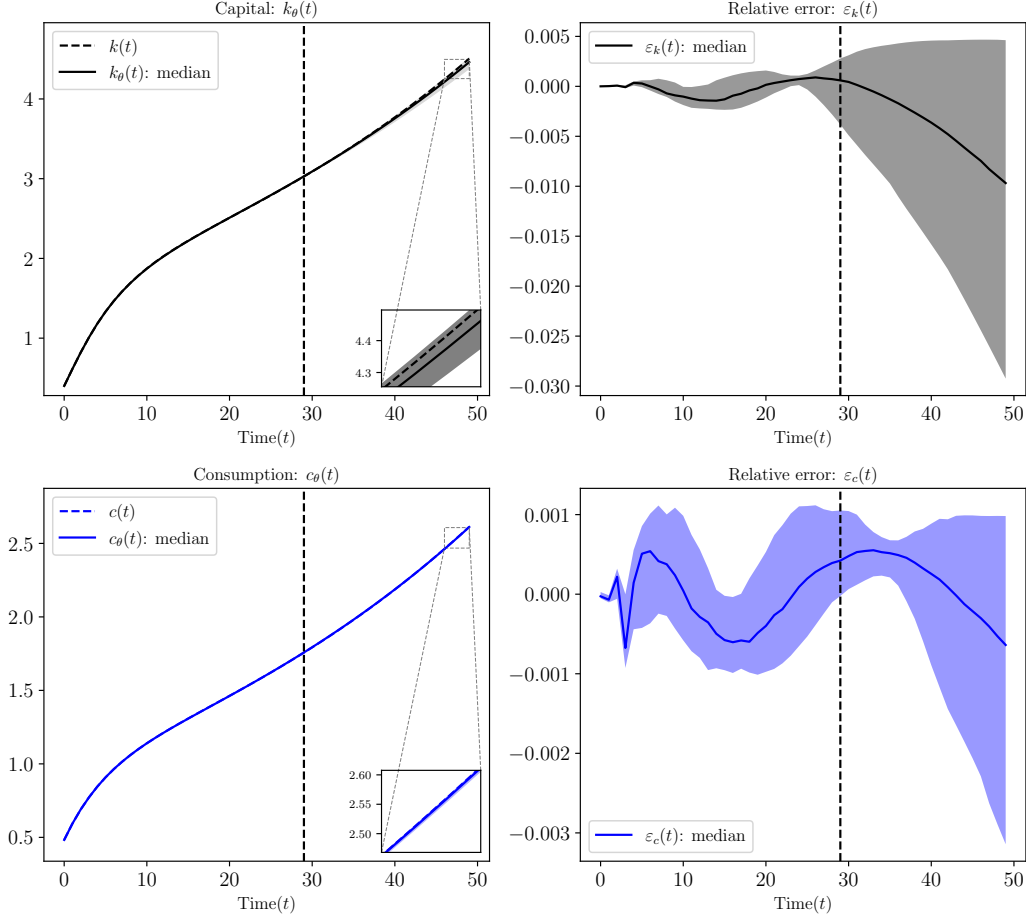 Capital: kθ(t)
k(t)
kθ(t): median
4
3
2
1
4.4
4.3
0 10 20 30 40 50
Time(t)
Relative error: εk(t)
εk(t): median
0.005
0.000
−0.005
−0.010
−0.015
−0.020
−0.025
−0.030
0 10 20 30 40 50
Time(t)
Consumption: cθ(t)
c(t)
cθ(t): median
2.5
2.0
1.5
1.0
0.5
2.60
2.55
2.50
0 10 20 30 40 50
Time(t)
Relative error: εc(t)
0.001
0.000
−0.001
−0.002
−0.003
εc(t): median
0 10 20 30 40 50
Time(t)